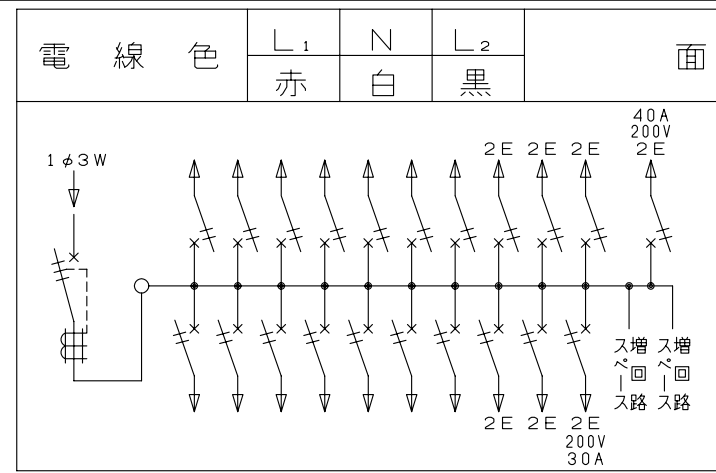 電線色 L1 N L2 面
赤 白 黒
1φ3W
40A
200V
2E 2E 2E 2E
増回路スペース 増回路スペース
2E 2E 2E
200V
30A